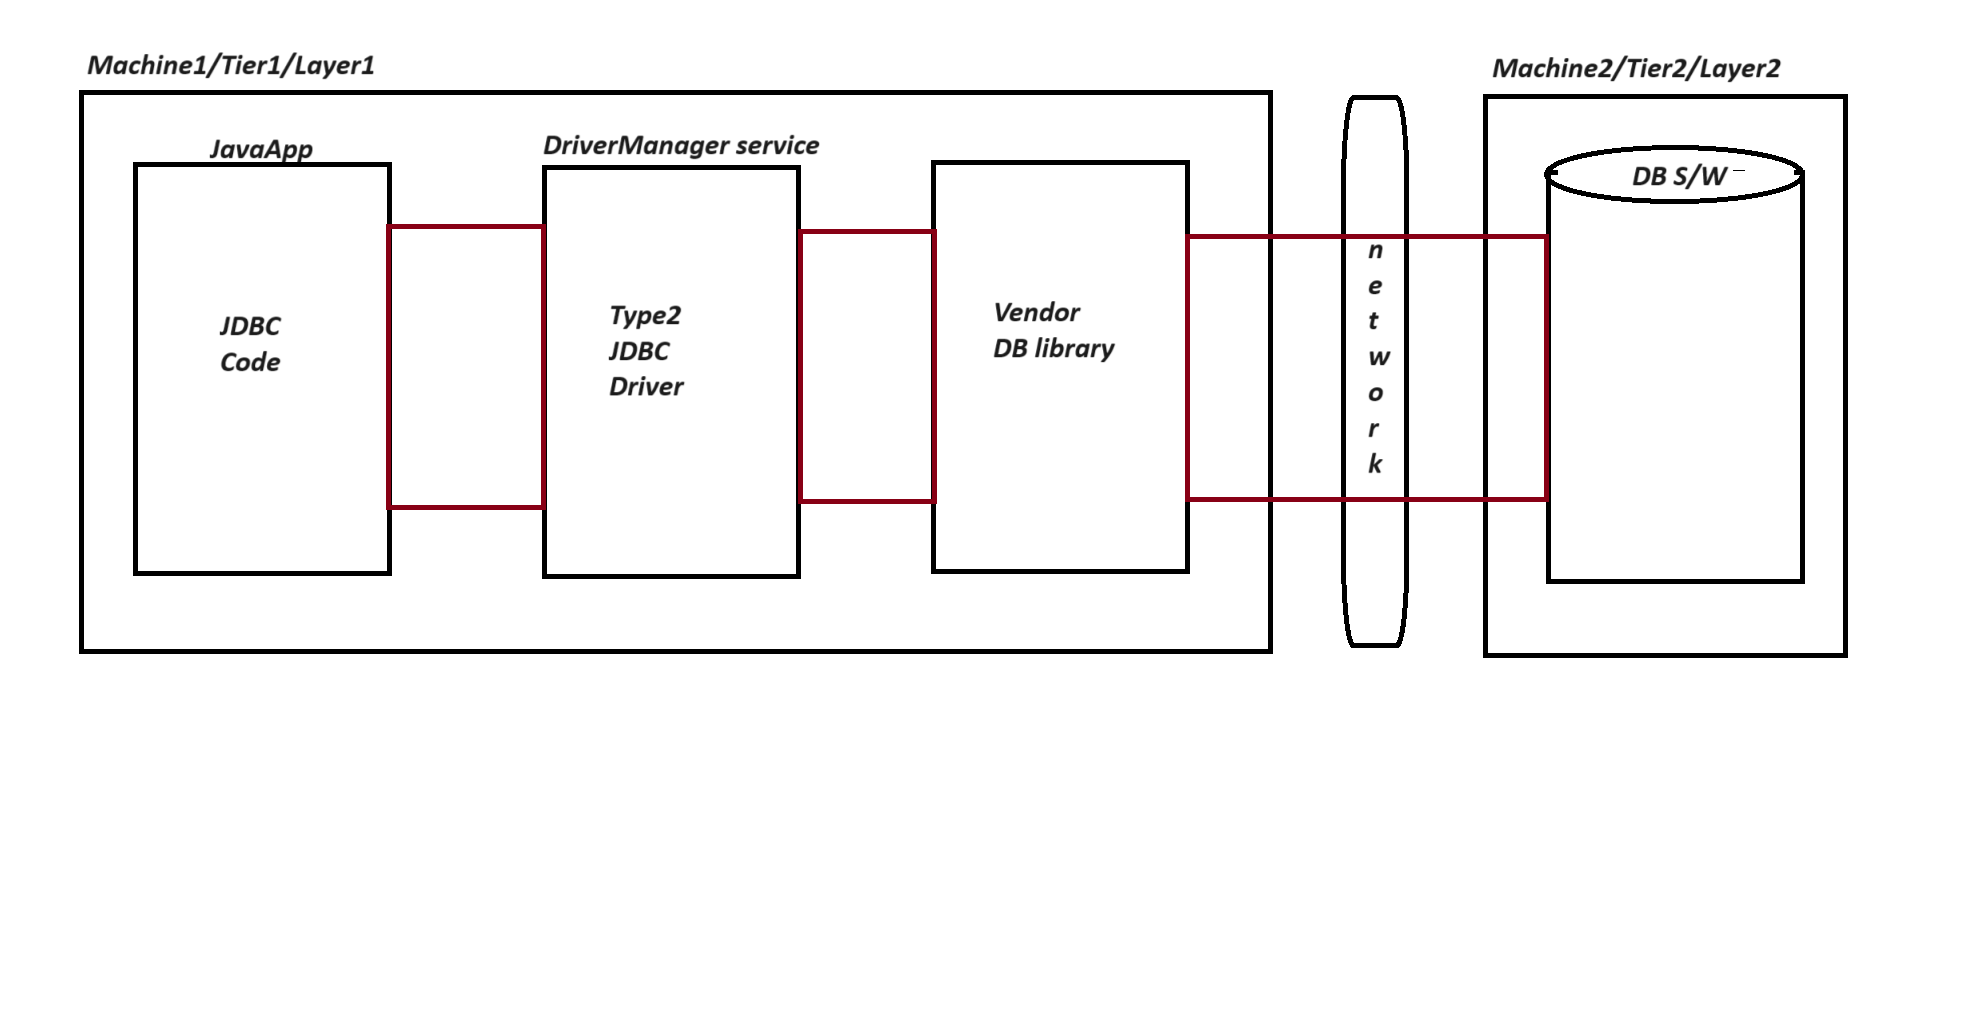 Machine1/Tier1/Layer1
Machine2/Tier2/Layer2
JavaApp
DriverManager service
DB S/W
JDBC
Code
Type2
JDBC
Driver
Vendor
DB library
n
e
t
w
o
r
k